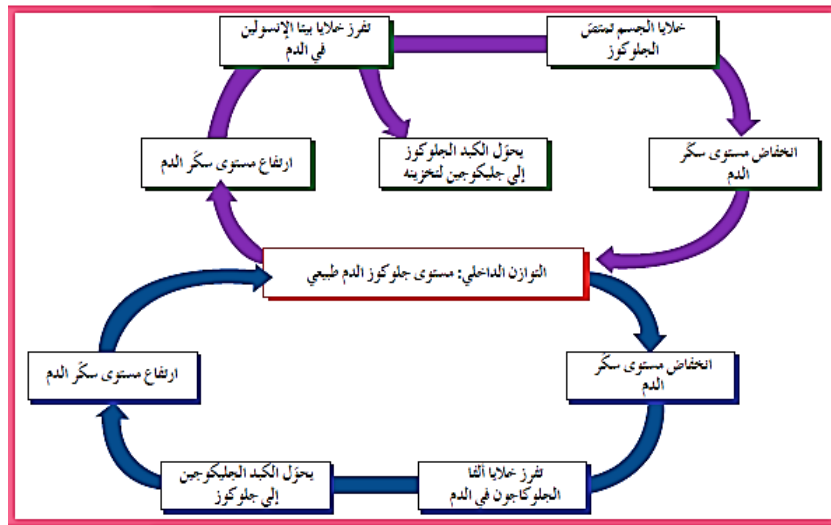 تفرز خلايا بيتا الإنسولين
في الدم
خلايا الجسم تمتصّ
الجلوكوز
ارتفاع مستوى سكّر الدم
يحوّل الكبد الجلوكوز
إلى جليكوجين لتخزينه
انخفاض مستوى سكّر
الدم
التوازن الداخلي: مستوى جلوكوز الدم طبيعي
انخفاض مستوى سكّر
الدم
تفرز خلايا ألفا
الجلوكاجون في الدم
يحوّل الكبد الجليكوجين
إلى جلوكوز
ارتفاع مستوى سكّر الدم